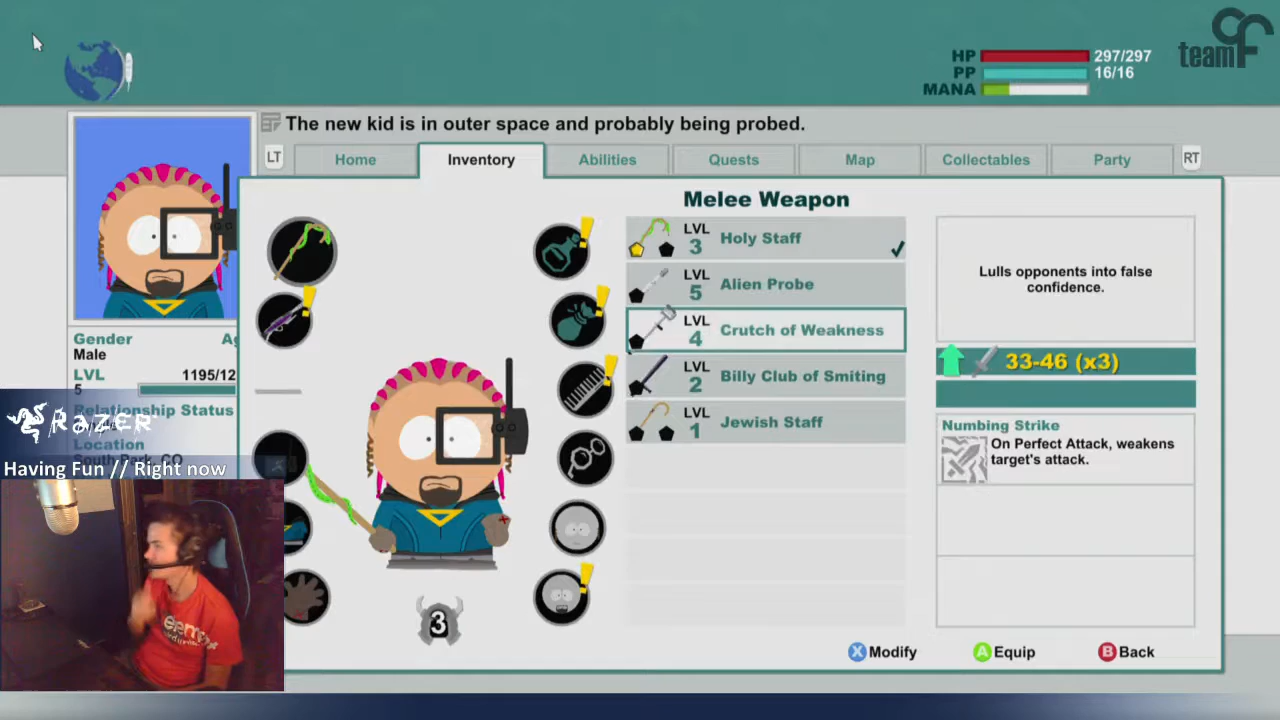 team CF
HP 297/297
PP 16/16
MANA
The new kid is in outer space and probably being probed.
LT Home Inventory Abilities Quests Map Collectables Party RT
Melee Weapon
LVL 3 Holy Staff
LVL 5 Alien Probe
LVL 4 Crutch of Weakness
LVL 2 Billy Club of Smiting
LVL 1 Jewish Staff
Lulls opponents into false
confidence.
33-46 (x3)
Numbing Strike
On Perfect Attack, weakens
target's attack.
Gender
Male
LVL 1195/12
5
Relationship Status
Location
South Park, CO
RAZER
Having Fun // Right now
3
X Modify
A Equip
B Back